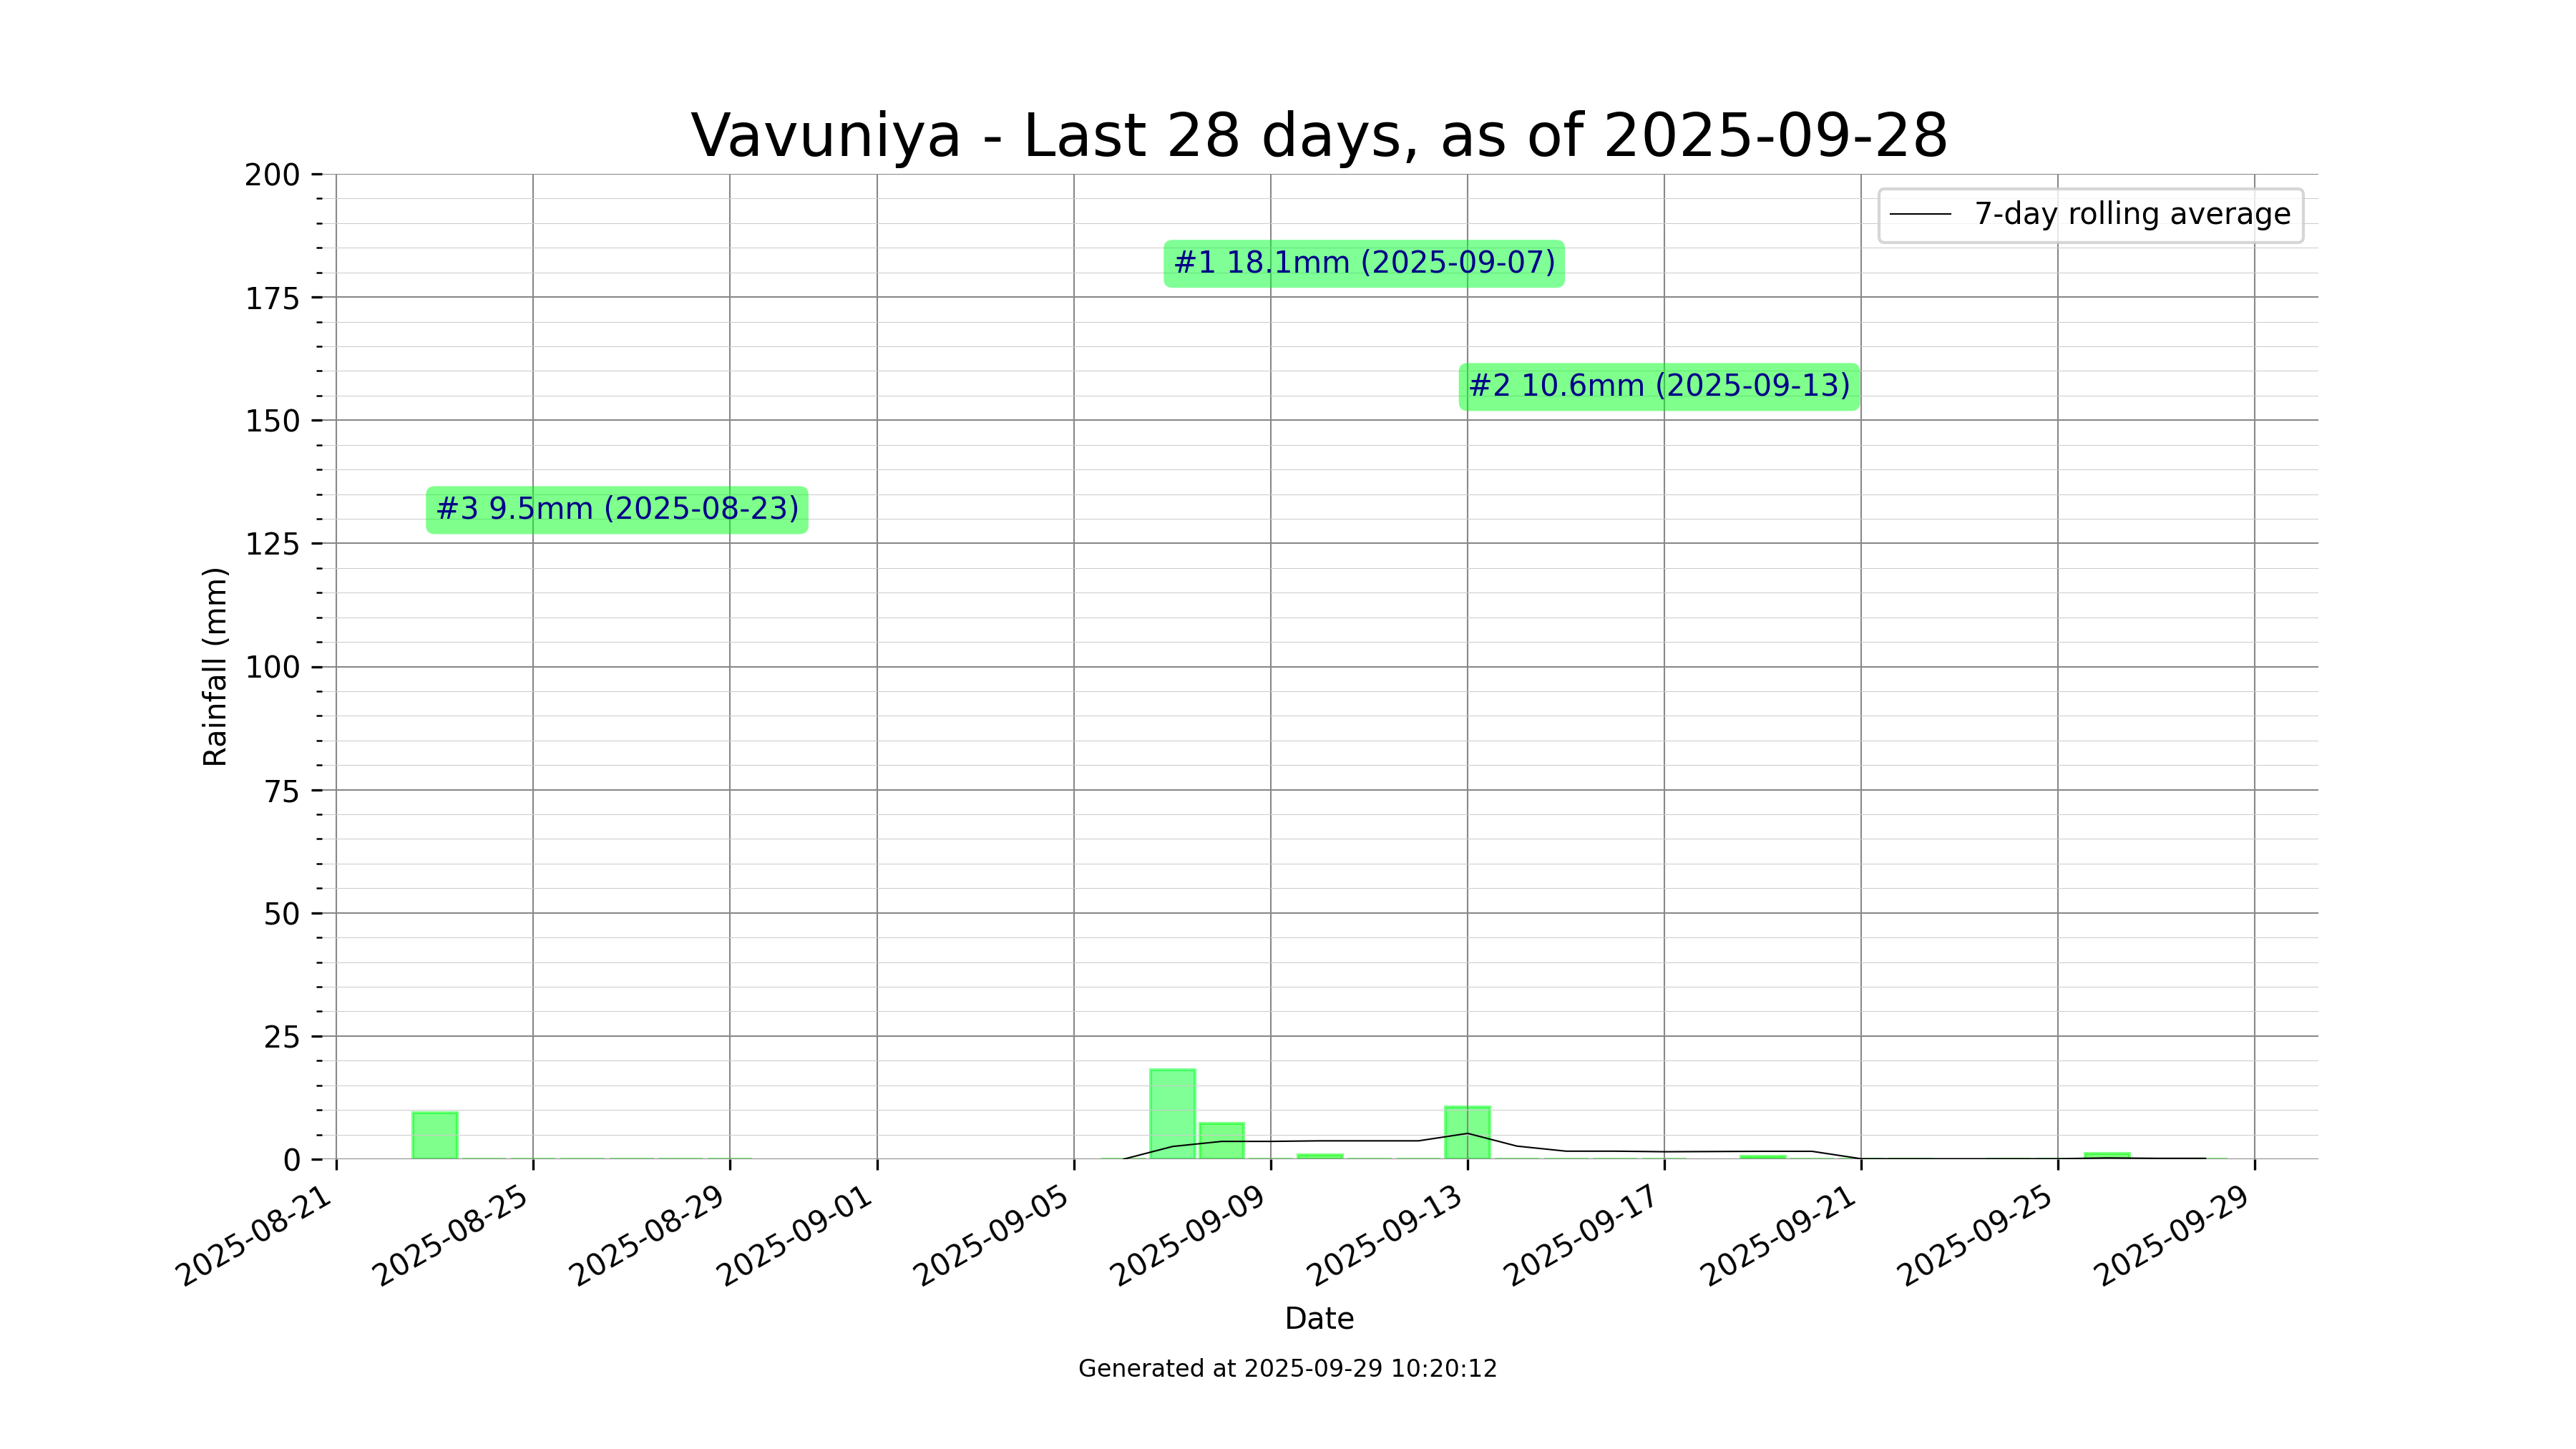 Vavuniya - Last 28 days, as of 2025-09-28
200
7-day rolling average
#1 18.1mm (2025-09-07)
175
#2 10.6mm (2025-09-13)
150
#3 9.5mm (2025-08-23)
125
Rainfall (mm)
100
75
50
25
0
2025-08-21
2025-08-25
2025-08-29
2025-09-01
2025-09-05
2025-09-09
2025-09-13
2025-09-17
2025-09-21
2025-09-25
2025-09-29
Date
Generated at 2025-09-29 10:20:12